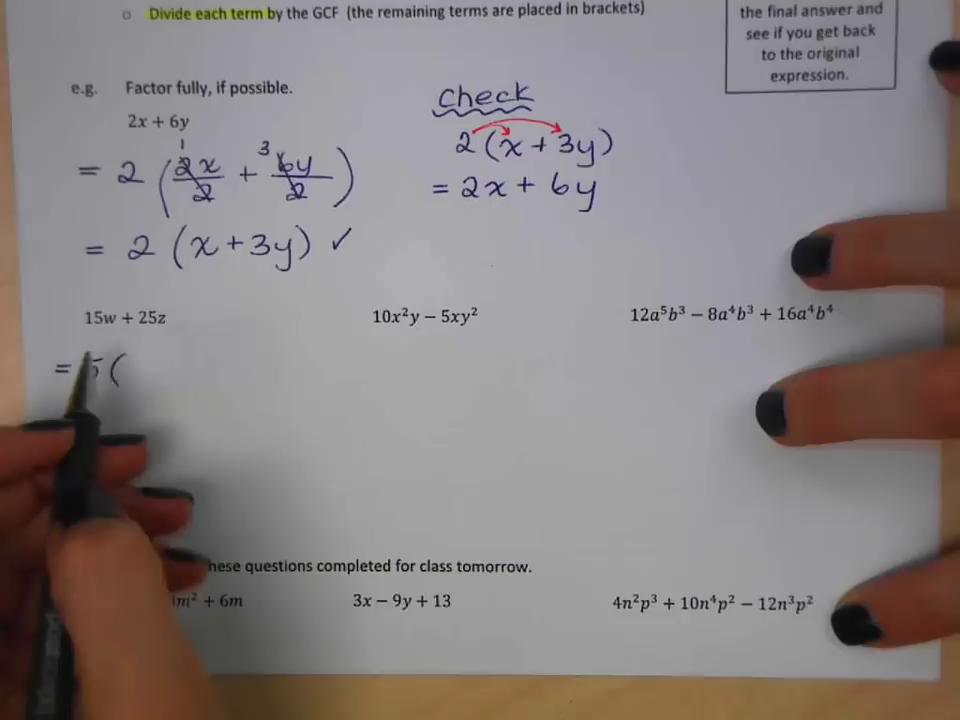 o Divide each term by the GCF (the remaining terms are placed in brackets)
the final answer and
see if you get back
to the original
expression.
e.g. Factor fully, if possible.
2x + 6y
= 2 (2x/2 + 6y/2)
1 3
= 2 (x + 3y) ✓
Check
2 (x + 3y)
= 2x + 6y
15w + 25z
= 5 (
10x²y − 5xy²
12a⁵b³ − 8a⁴b³ + 16a⁴b⁴
hese questions completed for class tomorrow.
m² + 6m
3x − 9y + 13
4n²p³ + 10n⁴p² − 12n³p²